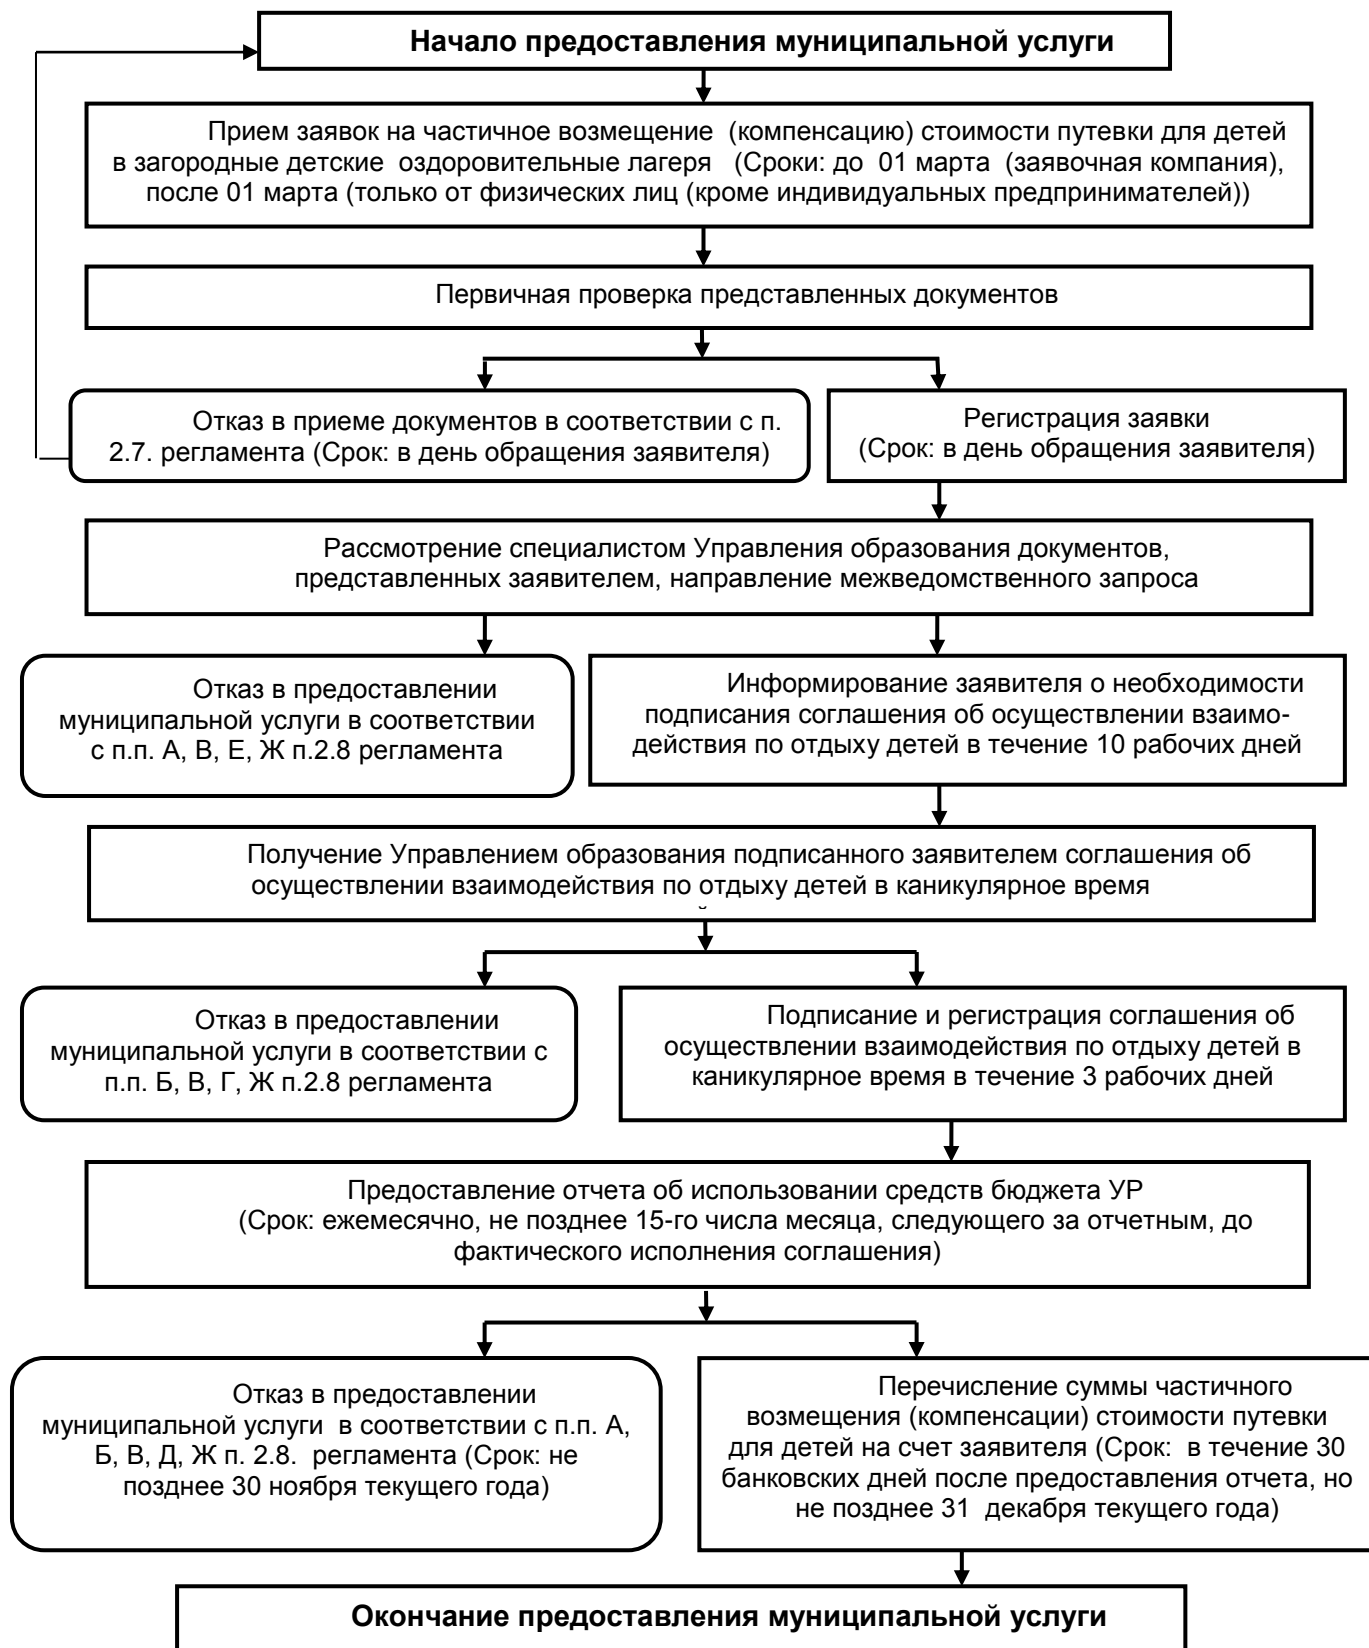 Начало предоставления муниципальной услуги
Прием заявок на частичное возмещение (компенсацию) стоимости путевки для детей
в загородные детские оздоровительные лагеря (Сроки: до 01 марта (заявочная компания),
после 01 марта (только от физических лиц (кроме индивидуальных предпринимателей))
Первичная проверка представленных документов
Отказ в приеме документов в соответствии с п.
2.7. регламента (Срок: в день обращения заявителя)
Регистрация заявки
(Срок: в день обращения заявителя)
Рассмотрение специалистом Управления образования документов,
представленных заявителем, направление межведомственного запроса
Отказ в предоставлении
муниципальной услуги в соответствии
с п.п. А, В, Е, Ж п.2.8 регламента
Информирование заявителя о необходимости
подписания соглашения об осуществлении взаимо-
действия по отдыху детей в течение 10 рабочих дней
Получение Управлением образования подписанного заявителем соглашения об
осуществлении взаимодействия по отдыху детей в каникулярное время
Отказ в предоставлении
муниципальной услуги в соответствии с
п.п. Б, В, Г, Ж п.2.8 регламента
Подписание и регистрация соглашения об
осуществлении взаимодействия по отдыху детей в
каникулярное время в течение 3 рабочих дней
Предоставление отчета об использовании средств бюджета УР
(Срок: ежемесячно, не позднее 15-го числа месяца, следующего за отчетным, до
фактического исполнения соглашения)
Отказ в предоставлении
муниципальной услуги в соответствии с п.п. А,
Б, В, Д, Ж п. 2.8. регламента (Срок: не
позднее 30 ноября текущего года)
Перечисление суммы частичного
возмещения (компенсации) стоимости путевки
для детей на счет заявителя (Срок: в течение 30
банковских дней после предоставления отчета, но
не позднее 31 декабря текущего года)
Окончание предоставления муниципальной услуги